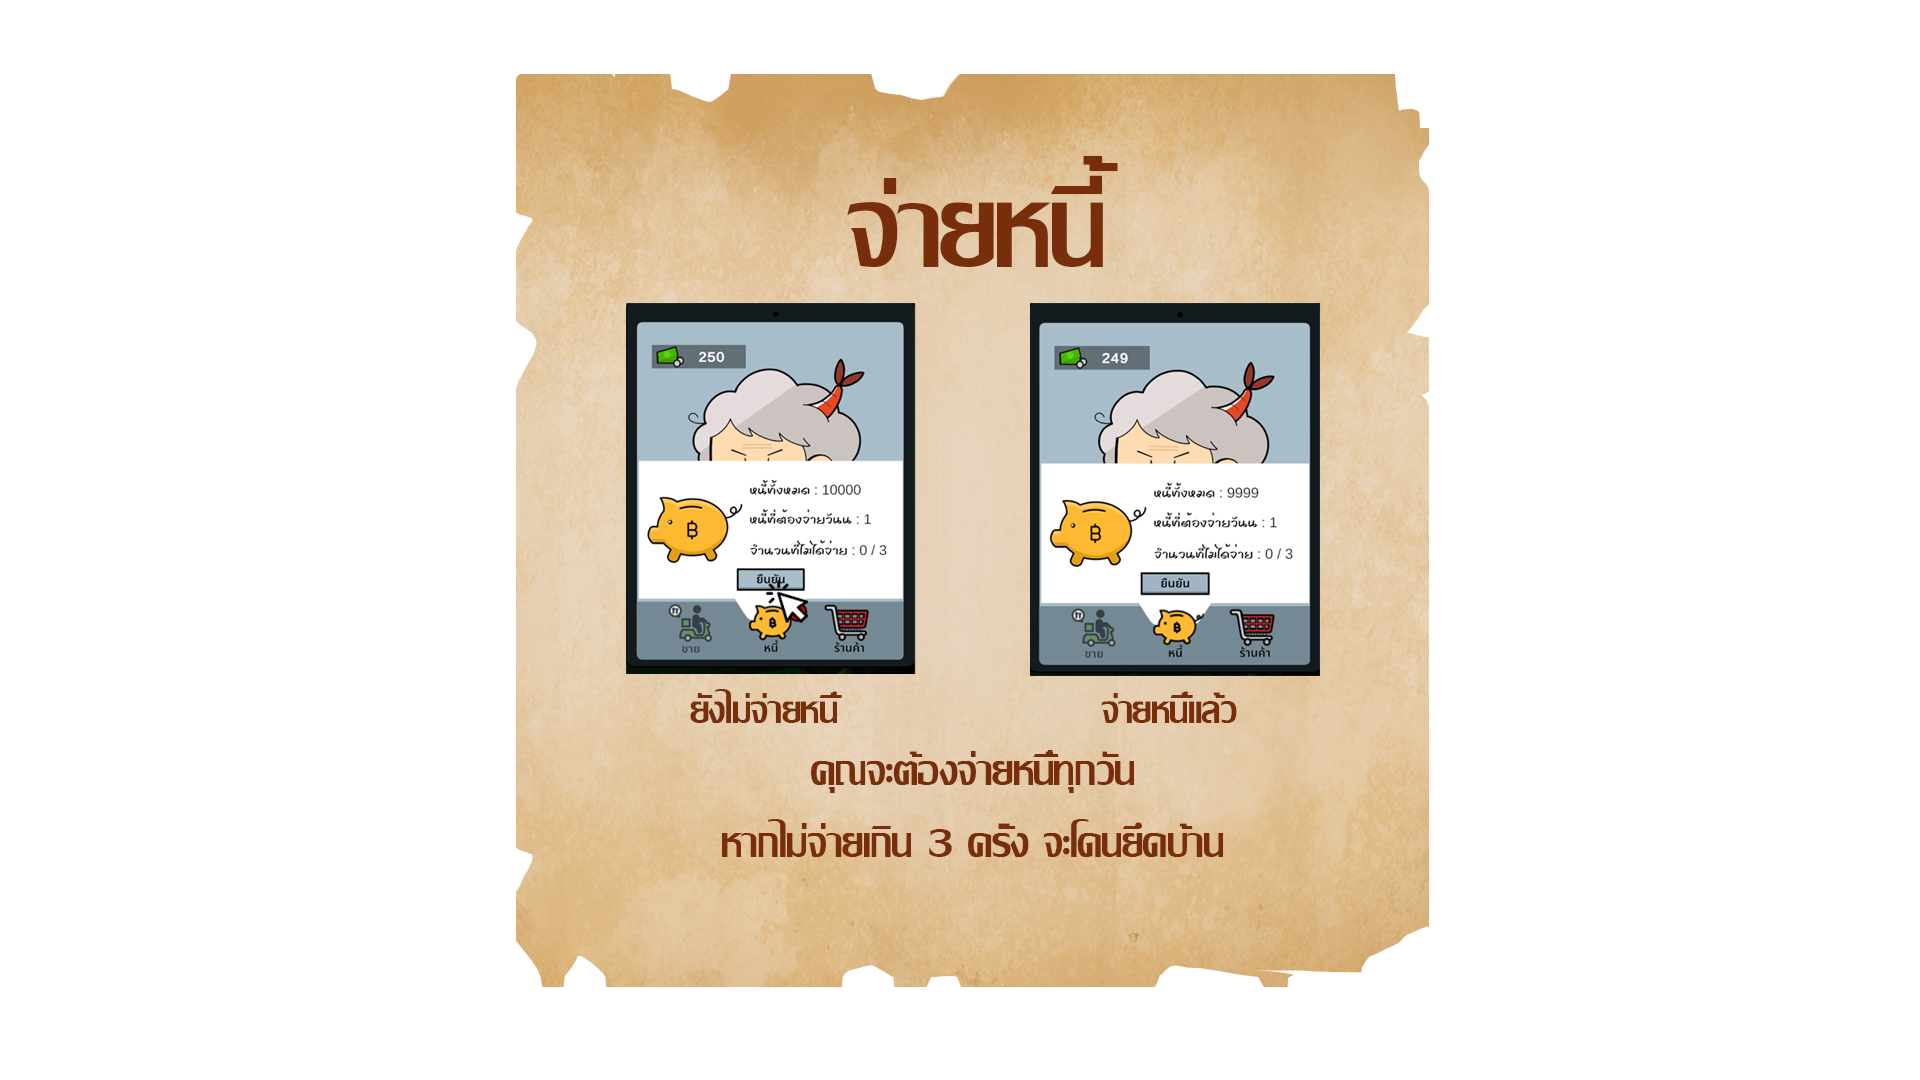 จ่ายหนี้
250
หนี้ทั้งหมด : 10000
หนี้ที่ต้องจ่ายวันน : 1
จำนวนที่ไม่ได้จ่าย : 0 / 3
ยืนยัน
ขาย
หนี้
ร้านค้า
249
หนี้ทั้งหมด : 9999
หนี้ที่ต้องจ่ายวันน : 1
จำนวนที่ไม่ได้จ่าย : 0 / 3
ยืนยัน
ขาย
หนี้
ร้านค้า
ยังไม่จ่ายหนี้
จ่ายหนี้แล้ว
คุณจะต้องจ่ายหนี้ทุกวัน
หากไม่จ่ายเกิน 3 ครั้ง จะโดนยึดบ้าน